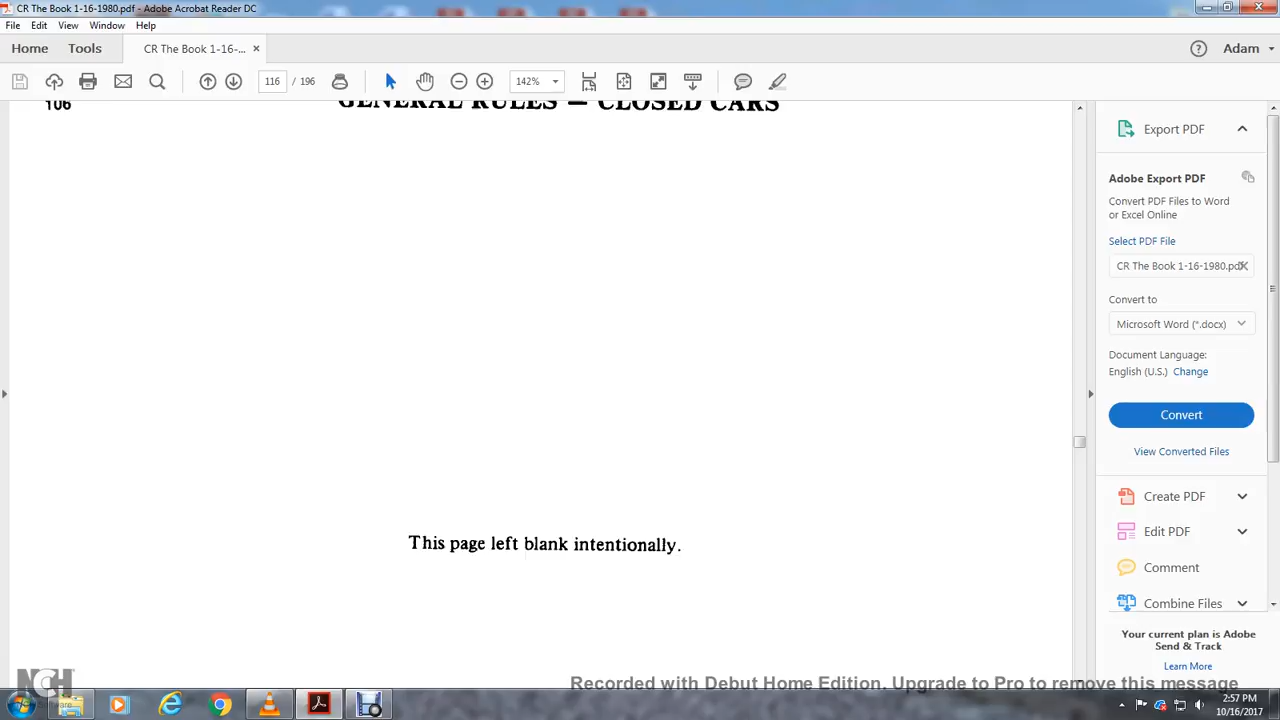 CR The Book 1-16-1980.pdf - Adobe Acrobat Reader DC
File Edit View Window Help
Home Tools CR The Book 1-16-... × Adam
116 / 196 142%
106 GENERAL RULES — CLOSED CARS
This page left blank intentionally.
Export PDF
Adobe Export PDF
Convert PDF Files to Word
or Excel Online
Select PDF File
CR The Book 1-16-1980.pdf
Convert to
Microsoft Word (*.docx)
Document Language:
English (U.S.) Change
Convert
View Converted Files
Create PDF
Edit PDF
Comment
Combine Files
Your current plan is Adobe
Send & Track
Learn More
NCH
Recorded with Debut Home Edition. Upgrade to Pro to remove this message
2:57 PM
10/16/2017